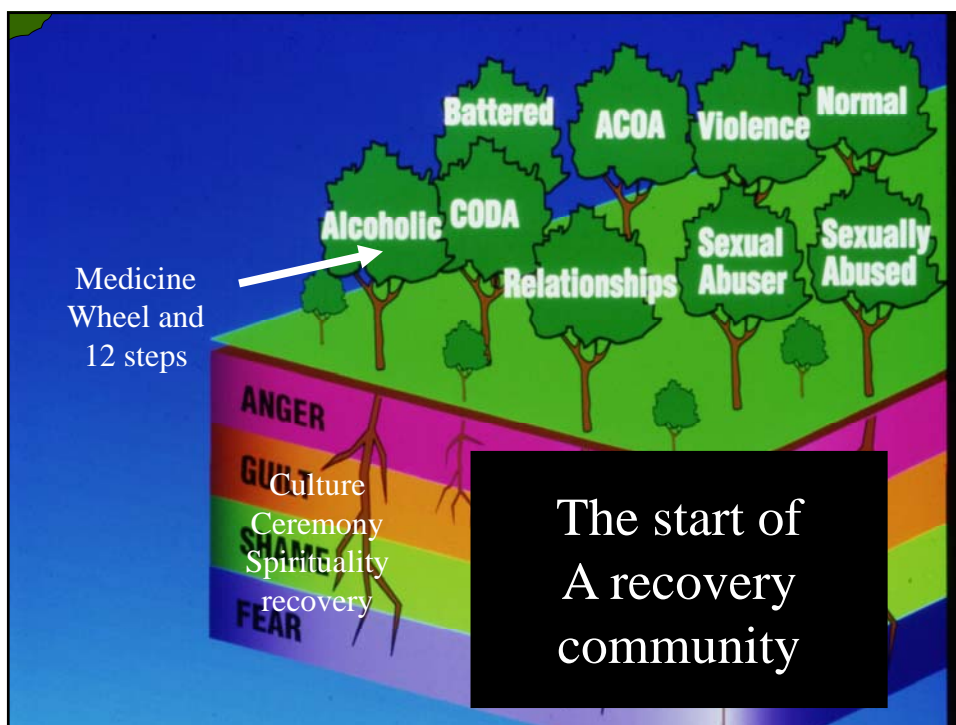 Battered
ACOA
Violence
Normal
Alcoholic
CODA
Relationships
Sexual
Abuser
Sexually
Abused
Medicine
Wheel and
12 steps
ANGER
GUILT
SHAME
FEAR
Culture
Ceremony
Spirituality
recovery
The start of
A recovery
community